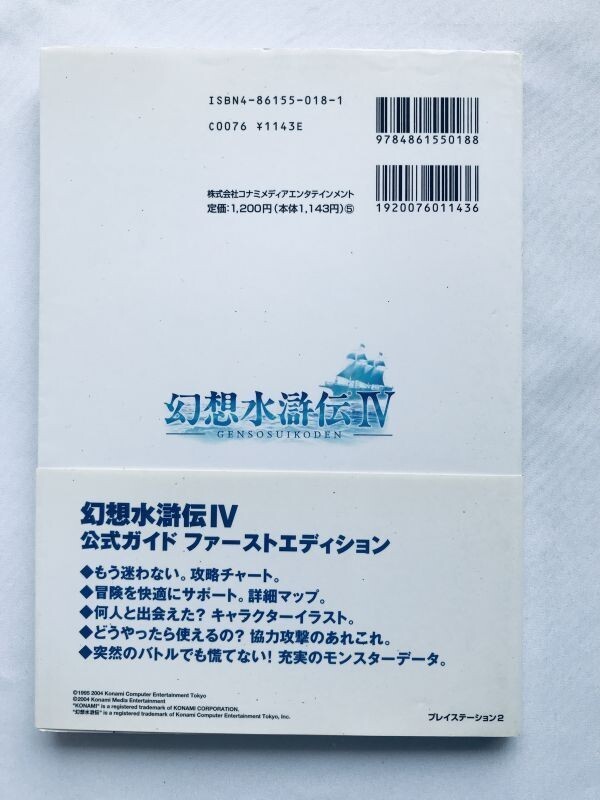 ISBN4-86155-018-1
C0076 ¥1143E
9784861550188
株式会社コナミメディアエンタテインメント
定価:1,200円(本体1,143円)⑤
1920076011436
幻想水滸伝IV
GENSOSUIKODEN
幻想水滸伝IV
公式ガイド ファーストエディション
◆もう迷わない。攻略チャート。
◆冒険を快適にサポート。詳細マップ。
◆何人と出会えた? キャラクターイラスト。
◆どうやったら使えるの? 協力攻撃のあれこれ。
◆突然のバトルでも慌てない! 充実のモンスターデータ。
©1995 2004 Konami Computer Entertainment Tokyo
©2004 Konami Media Entertainment
"KONAMI" is a registered trademark of KONAMI CORPORATION.
"幻想水滸伝" is a registered trademark of Konami Computer Entertainment Tokyo, Inc.
プレイステーション2